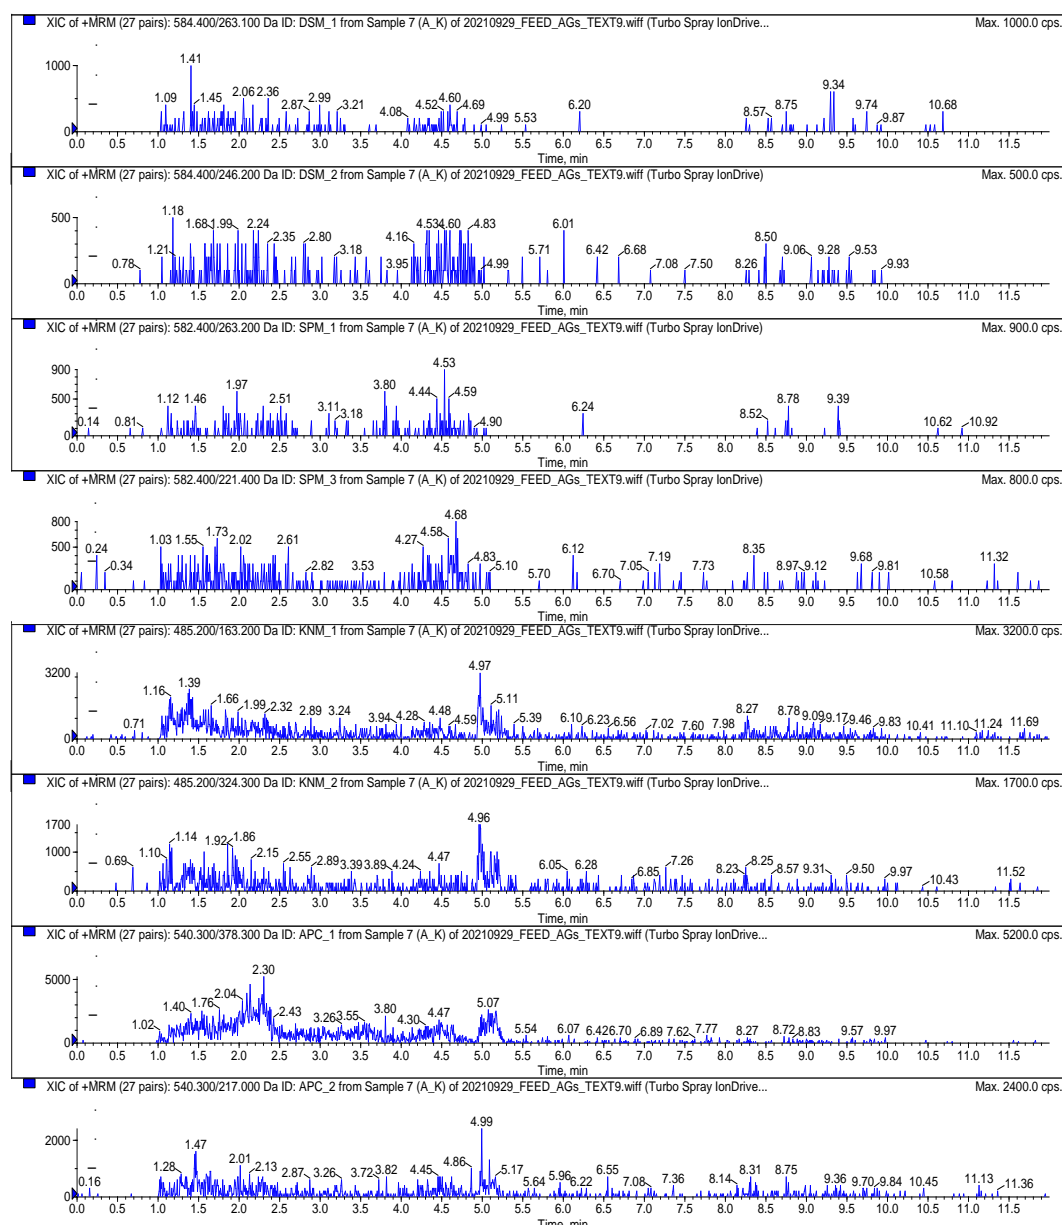 XIC of +MRM (27 pairs): 584.400/263.100 Da ID: DSM_1 from Sample 7 (A_K) of 20210929_FEED_AGs_TEXT9.wiff (Turbo Spray IonDrive... Max. 1000.0 cps.
1000
1.41
1.09 1.45 2.06 2.36 2.87 2.99 3.21 4.08 4.52 4.60 4.69 4.99 5.53 6.20 8.57 8.75 9.34 9.74 9.87 10.68
0
0.0 0.5 1.0 1.5 2.0 2.5 3.0 3.5 4.0 4.5 5.0 5.5 6.0 6.5 7.0 7.5 8.0 8.5 9.0 9.5 10.0 10.5 11.0 11.5
Time, min
XIC of +MRM (27 pairs): 584.400/246.200 Da ID: DSM_2 from Sample 7 (A_K) of 20210929_FEED_AGs_TEXT9.wiff (Turbo Spray IonDrive) Max. 500.0 cps.
500
0.78 1.18 1.21 1.68 1.99 2.24 2.35 2.80 3.18 3.95 4.16 4.53 4.60 4.83 4.99 5.71 6.01 6.42 6.68 7.08 7.50 8.26 8.50 9.06 9.28 9.53 9.93
0
0.0 0.5 1.0 1.5 2.0 2.5 3.0 3.5 4.0 4.5 5.0 5.5 6.0 6.5 7.0 7.5 8.0 8.5 9.0 9.5 10.0 10.5 11.0 11.5
Time, min
XIC of +MRM (27 pairs): 582.400/263.200 Da ID: SPM_1 from Sample 7 (A_K) of 20210929_FEED_AGs_TEXT9.wiff (Turbo Spray IonDrive) Max. 900.0 cps.
900
500
0.14 0.81 1.12 1.46 1.97 2.51 3.11 3.18 3.80 4.44 4.53 4.59 4.90 6.24 8.52 8.78 9.39 10.62 10.92
0
0.0 0.5 1.0 1.5 2.0 2.5 3.0 3.5 4.0 4.5 5.0 5.5 6.0 6.5 7.0 7.5 8.0 8.5 9.0 9.5 10.0 10.5 11.0 11.5
Time, min
XIC of +MRM (27 pairs): 582.400/221.400 Da ID: SPM_3 from Sample 7 (A_K) of 20210929_FEED_AGs_TEXT9.wiff (Turbo Spray IonDrive) Max. 800.0 cps.
800
500
0.24 0.34 1.03 1.55 1.73 2.02 2.61 2.82 3.53 4.27 4.58 4.68 4.83 5.10 5.70 6.12 6.70 7.05 7.19 7.73 8.35 8.97 9.12 9.68 9.81 10.58 11.32
0
0.0 0.5 1.0 1.5 2.0 2.5 3.0 3.5 4.0 4.5 5.0 5.5 6.0 6.5 7.0 7.5 8.0 8.5 9.0 9.5 10.0 10.5 11.0 11.5
Time, min
XIC of +MRM (27 pairs): 485.200/163.200 Da ID: KNM_1 from Sample 7 (A_K) of 20210929_FEED_AGs_TEXT9.wiff (Turbo Spray IonDrive... Max. 3200.0 cps.
3200
0.71 1.16 1.39 1.66 1.99 2.32 2.89 3.24 3.94 4.28 4.48 4.59 4.97 5.11 5.39 6.10 6.23 6.56 7.02 7.60 7.98 8.27 8.78 9.09 9.17 9.46 9.83 10.41 11.10 11.24 11.69
0
0.0 0.5 1.0 1.5 2.0 2.5 3.0 3.5 4.0 4.5 5.0 5.5 6.0 6.5 7.0 7.5 8.0 8.5 9.0 9.5 10.0 10.5 11.0 11.5
Time, min
XIC of +MRM (27 pairs): 485.200/324.300 Da ID: KNM_2 from Sample 7 (A_K) of 20210929_FEED_AGs_TEXT9.wiff (Turbo Spray IonDrive... Max. 1700.0 cps.
1700
1000
0.69 1.10 1.14 1.92 1.86 2.15 2.55 2.89 3.39 3.89 4.24 4.47 4.96 6.05 6.28 6.85 7.26 8.23 8.25 8.57 9.31 9.50 9.97 10.43 11.52
0
0.0 0.5 1.0 1.5 2.0 2.5 3.0 3.5 4.0 4.5 5.0 5.5 6.0 6.5 7.0 7.5 8.0 8.5 9.0 9.5 10.0 10.5 11.0 11.5
Time, min
XIC of +MRM (27 pairs): 540.300/378.300 Da ID: APC_1 from Sample 7 (A_K) of 20210929_FEED_AGs_TEXT9.wiff (Turbo Spray IonDrive... Max. 5200.0 cps.
5000
1.02 1.40 1.76 2.04 2.30 2.43 3.26 3.55 3.80 4.30 4.47 5.07 5.54 6.07 6.42 6.70 6.89 7.62 7.77 8.27 8.72 8.83 9.57 9.97
0
0.0 0.5 1.0 1.5 2.0 2.5 3.0 3.5 4.0 4.5 5.0 5.5 6.0 6.5 7.0 7.5 8.0 8.5 9.0 9.5 10.0 10.5 11.0 11.5
Time, min
XIC of +MRM (27 pairs): 540.300/217.000 Da ID: APC_2 from Sample 7 (A_K) of 20210929_FEED_AGs_TEXT9.wiff (Turbo Spray IonDrive... Max. 2400.0 cps.
2000
0.16 1.28 1.47 2.01 2.13 2.87 3.26 3.72 3.82 4.45 4.86 4.99 5.17 5.64 5.96 6.22 6.55 7.08 7.36 8.14 8.31 8.75 9.36 9.70 9.84 10.45 11.13 11.36
0
0.0 0.5 1.0 1.5 2.0 2.5 3.0 3.5 4.0 4.5 5.0 5.5 6.0 6.5 7.0 7.5 8.0 8.5 9.0 9.5 10.0 10.5 11.0 11.5
Time, min